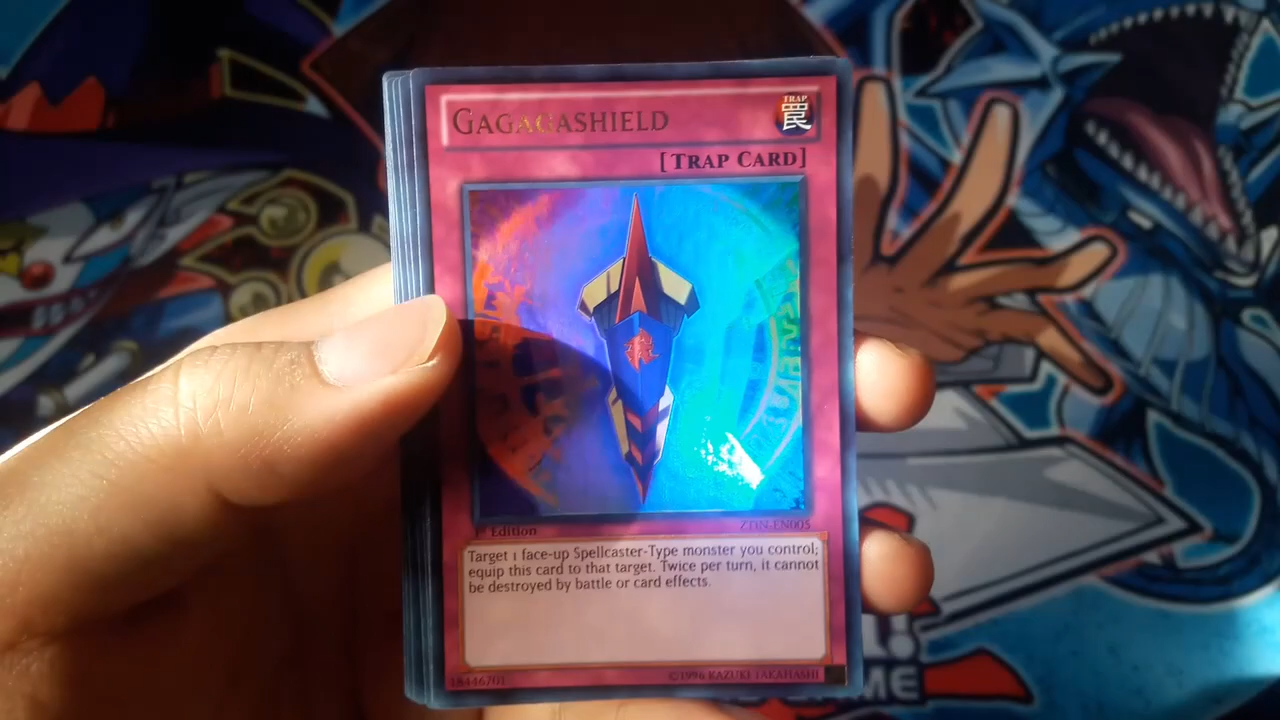 GAGAGASHIELD
TRAP
罠
[TRAP CARD]
1st Edition
ZTIN-EN005
Target 1 face-up Spellcaster-Type monster you control;
equip this card to that target. Twice per turn, it cannot
be destroyed by battle or card effects.
©1996 KAZUKI TAKAHASHI